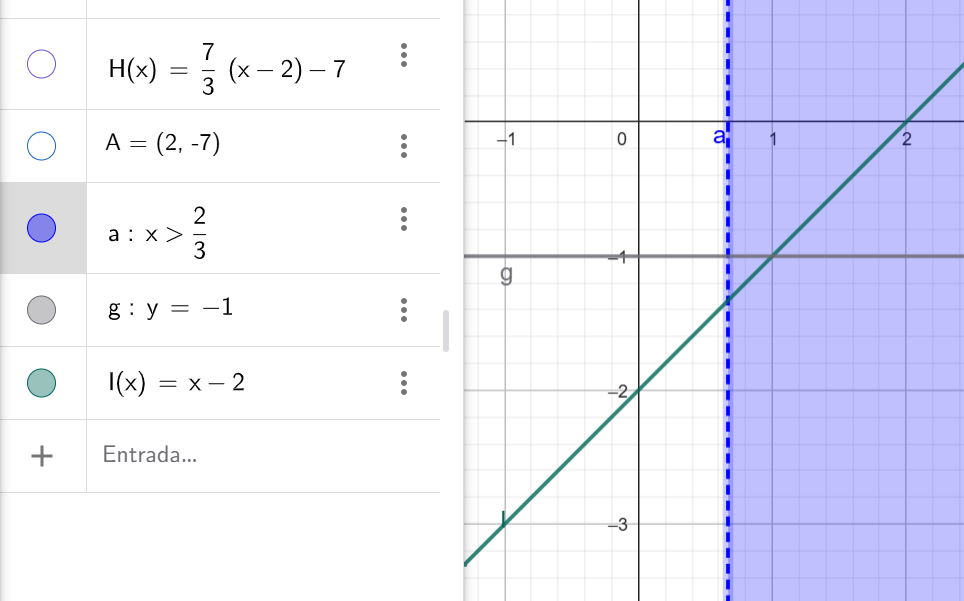 H(x) = 7/3 (x − 2) − 7
A = (2, -7)
a : x > 2/3
g : y = −1
I(x) = x − 2
+ Entrada...
−1 0 a 1 2
−1
g
−2
I
−3